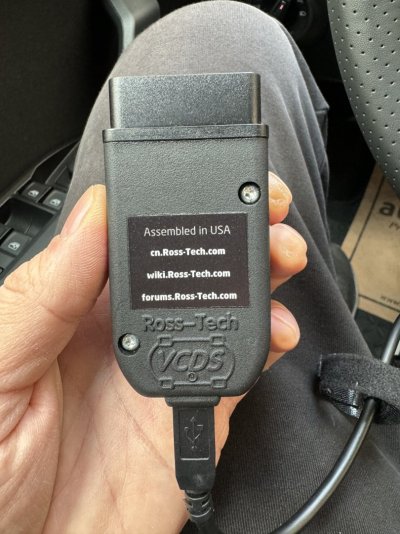 Assembled in USA
cn.Ross-Tech.com
wiki.Ross-Tech.com
forums.Ross-Tech.com
Ross-Tech
VCDS